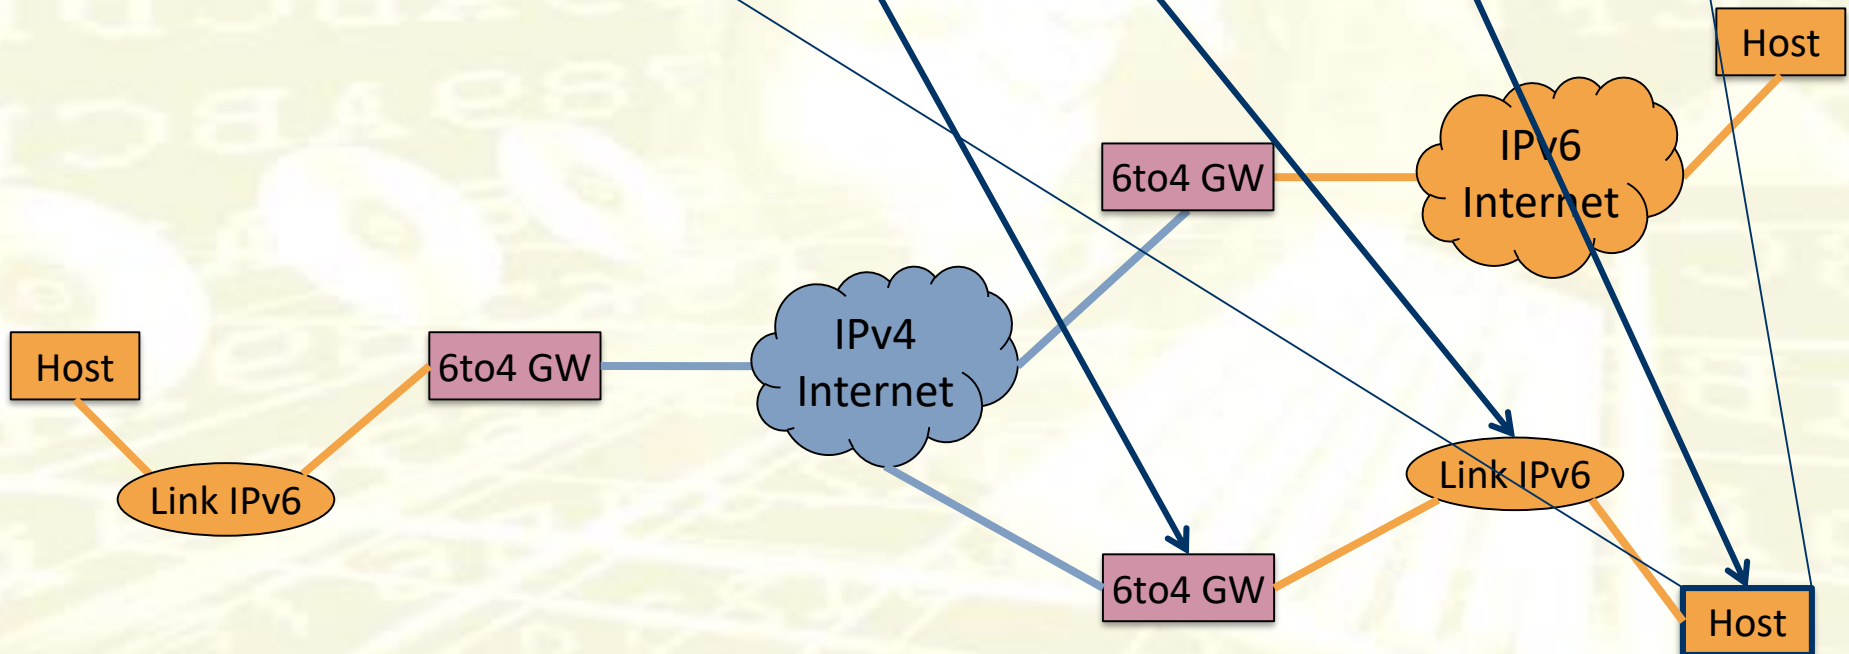 Host
IPv6
Internet
6to4 GW
IPv4
Internet
Host
6to4 GW
Link IPv6
Link IPv6
6to4 GW
Host